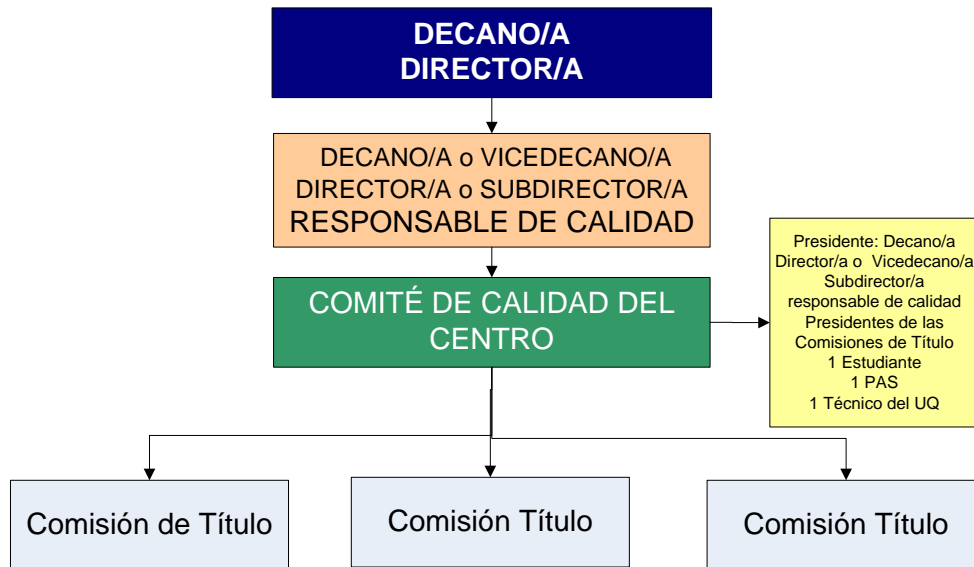 DECANO/A
DIRECTOR/A
DECANO/A o VICEDECANO/A
DIRECTOR/A o SUBDIRECTOR/A
RESPONSABLE DE CALIDAD
COMITÉ DE CALIDAD DEL
CENTRO
Presidente: Decano/a
Director/a o Vicedecano/a
Subdirector/a
responsable de calidad
Presidentes de las
Comisiones de Título
1 Estudiante
1 PAS
1 Técnico del UQ
Comisión de Título
Comisión Título
Comisión Título